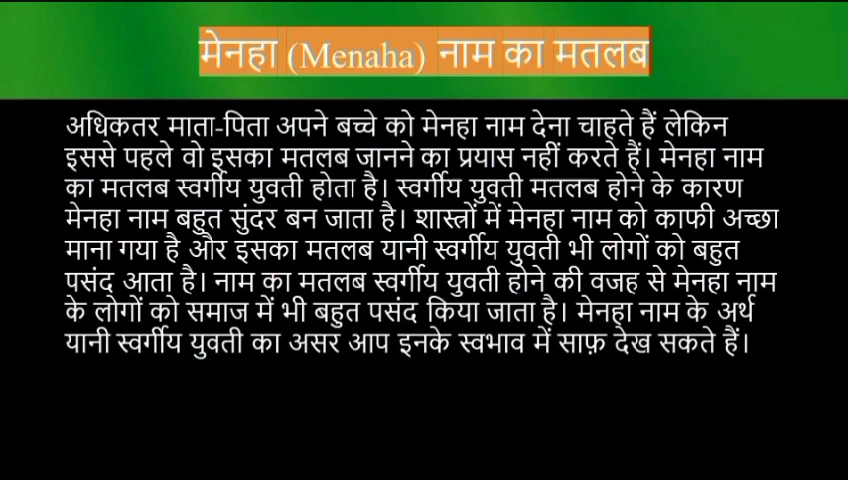 मेनहा (Menaha) नाम का मतलब
अधिकतर माता-पिता अपने बच्चे को मेनहा नाम देना चाहते हैं लेकिन
इससे पहले वो इसका मतलब जानने का प्रयास नहीं करते हैं। मेनहा नाम
का मतलब स्वर्गीय युवती होता है। स्वर्गीय युवती मतलब होने के कारण
मेनहा नाम बहुत सुंदर बन जाता है। शास्त्रों में मेनहा नाम को काफी अच्छा
माना गया है और इसका मतलब यानी स्वर्गीय युवती भी लोगों को बहुत
पसंद आता है। नाम का मतलब स्वर्गीय युवती होने की वजह से मेनहा नाम
के लोगों को समाज में भी बहुत पसंद किया जाता है। मेनहा नाम के अर्थ
यानी स्वर्गीय युवती का असर आप इनके स्वभाव में साफ़ देख सकते हैं।